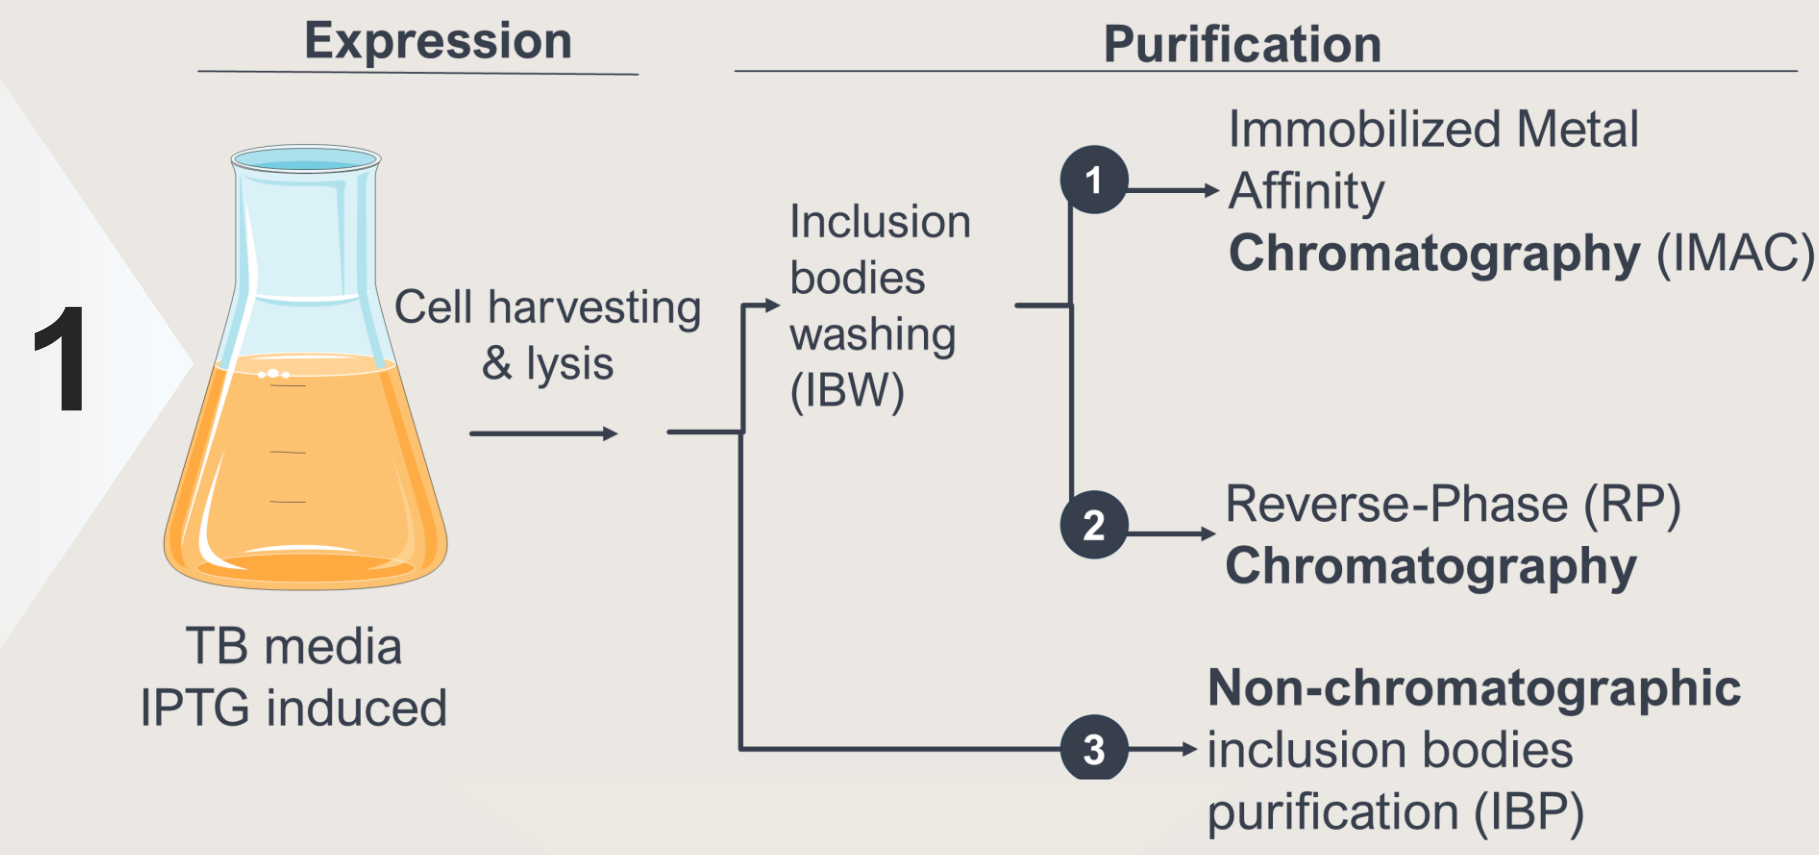 Expression
Purification
1
TB media
IPTG induced
Cell harvesting
& lysis
Inclusion
bodies
washing
(IBW)
1
Immobilized Metal
Affinity
Chromatography (IMAC)
2
Reverse-Phase (RP)
Chromatography
3
Non-chromatographic
inclusion bodies
purification (IBP)